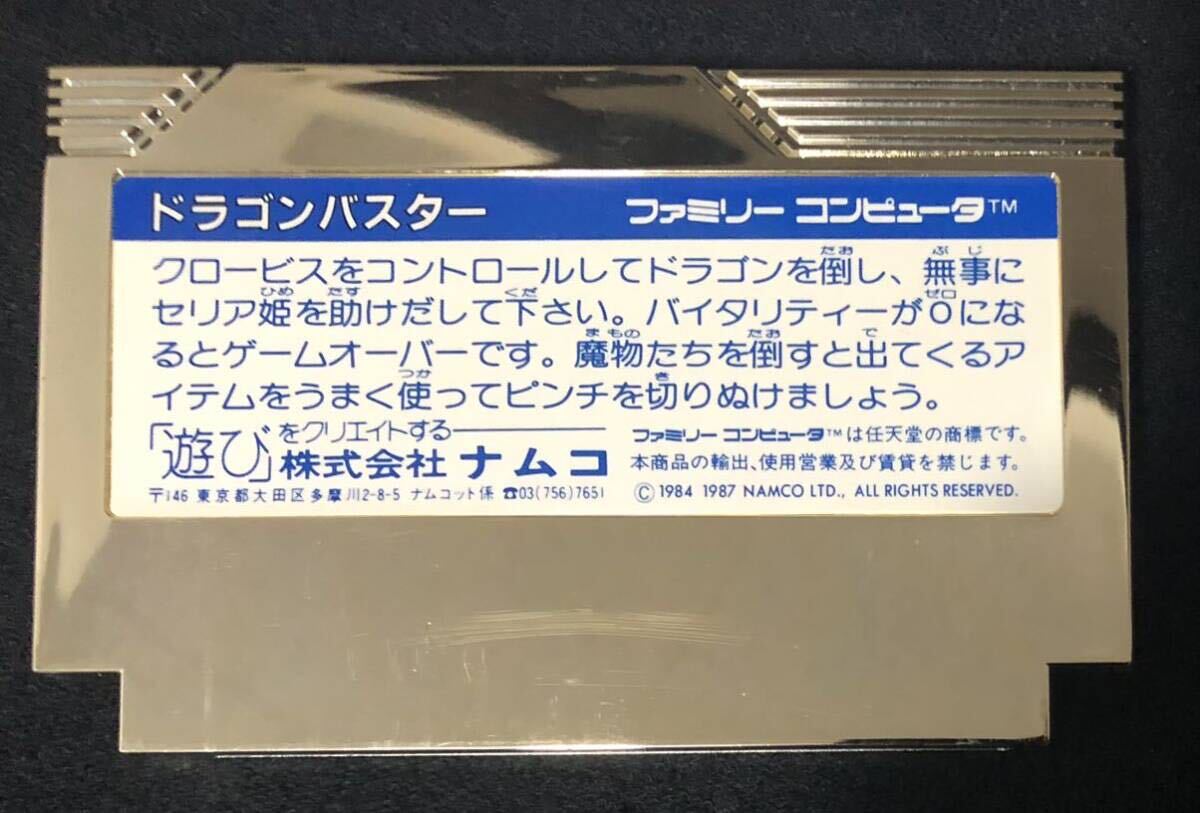 ドラゴンバスター ファミリー コンピュータ™
クロービスをコントロールしてドラゴンを倒し、無事に
セリア姫を助けだして下さい。バイタリティーが0にな
るとゲームオーバーです。魔物たちを倒すと出てくるア
イテムをうまく使ってピンチを切りぬけましょう。
「遊び」をクリエイトする
株式会社 ナムコ
〒146 東京都大田区多摩川2-8-5 ナムコット係 ☎03(756)7651
ファミリー コンピュータ™は任天堂の商標です。
本商品の輸出、使用営業及び賃貸を禁じます。
© 1984 1987 NAMCO LTD., ALL RIGHTS RESERVED.